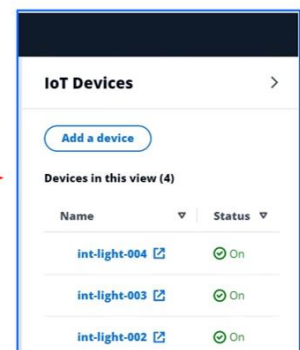 IoT Devices
Add a device
Devices in this view (4)
Name Status
int-light-004 On
int-light-003 On
int-light-002 On